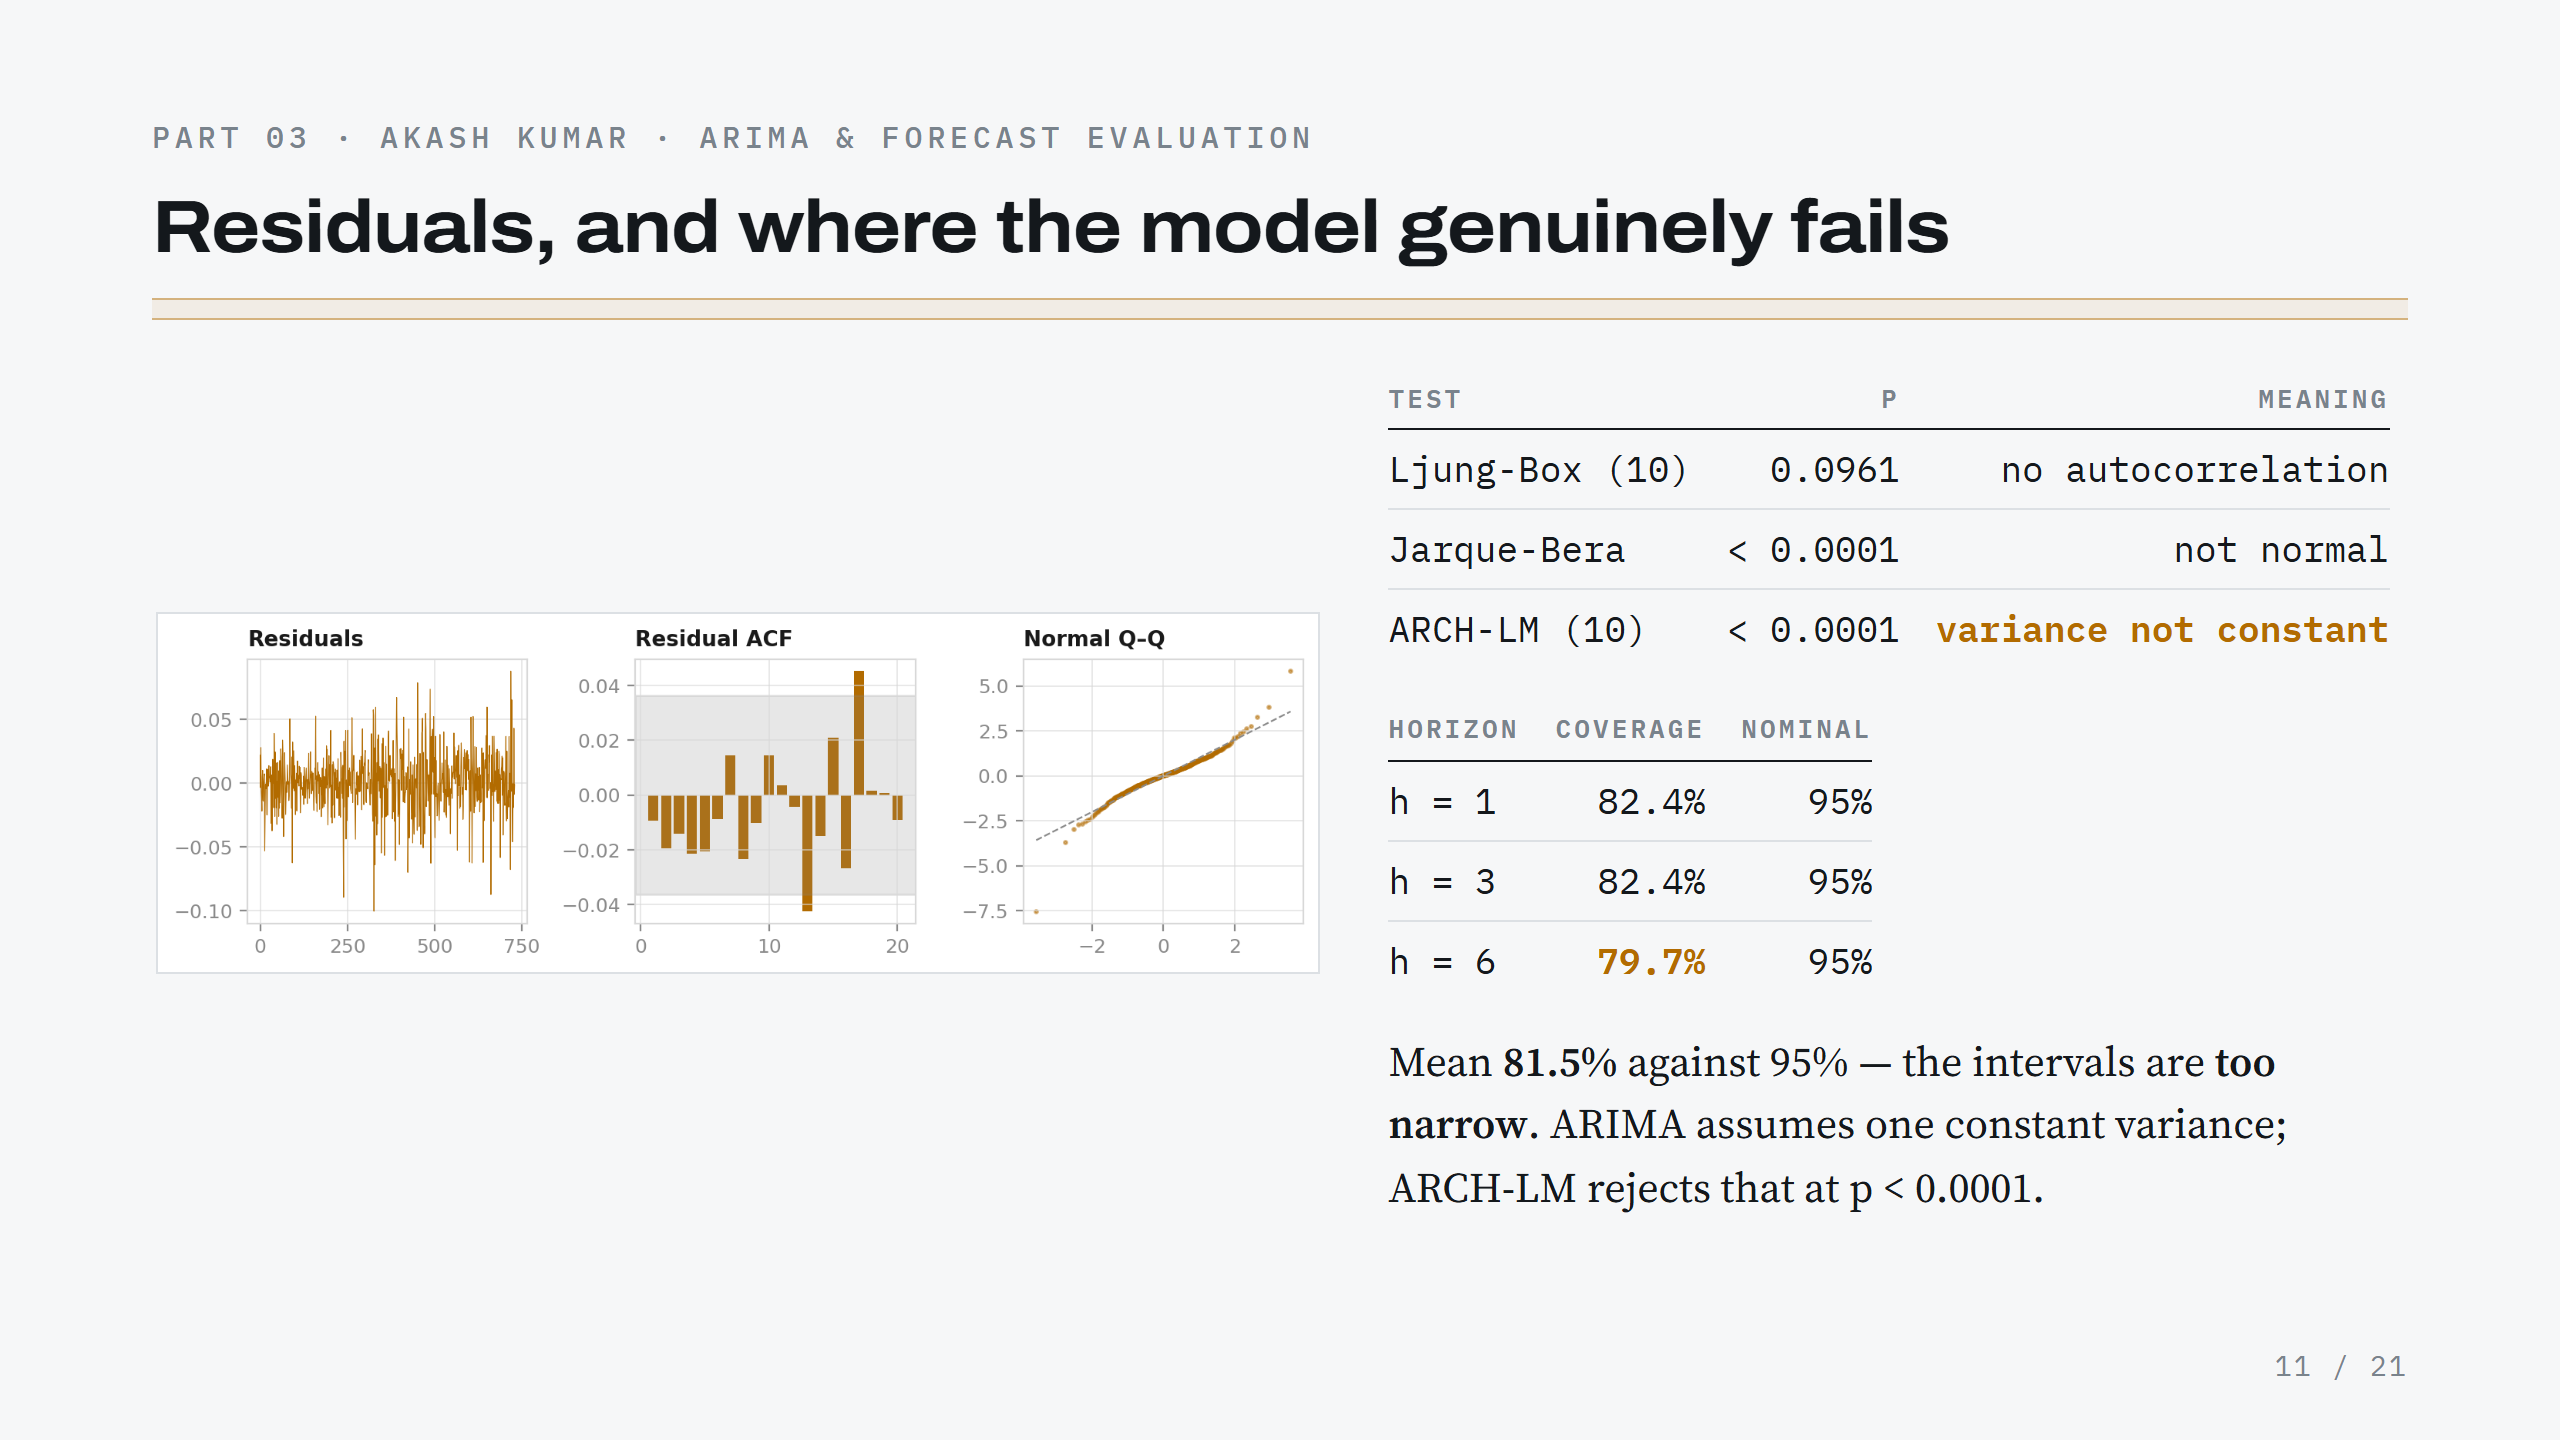 PART 03 · AKASH KUMAR · ARIMA & FORECAST EVALUATION
Residuals, and where the model genuinely fails
Residuals
0.05
0.00
−0.05
−0.10
0 250 500 750
Residual ACF
0.04
0.02
0.00
−0.02
−0.04
0 10 20
Normal Q–Q
5.0
2.5
0.0
−2.5
−5.0
−7.5
−2 0 2
TEST P MEANING
Ljung-Box (10) 0.0961 no autocorrelation
Jarque-Bera < 0.0001 not normal
ARCH-LM (10) < 0.0001 variance not constant
HORIZON COVERAGE NOMINAL
h = 1 82.4% 95%
h = 3 82.4% 95%
h = 6 79.7% 95%
Mean 81.5% against 95% — the intervals are too
narrow. ARIMA assumes one constant variance;
ARCH-LM rejects that at p < 0.0001.
11 / 21